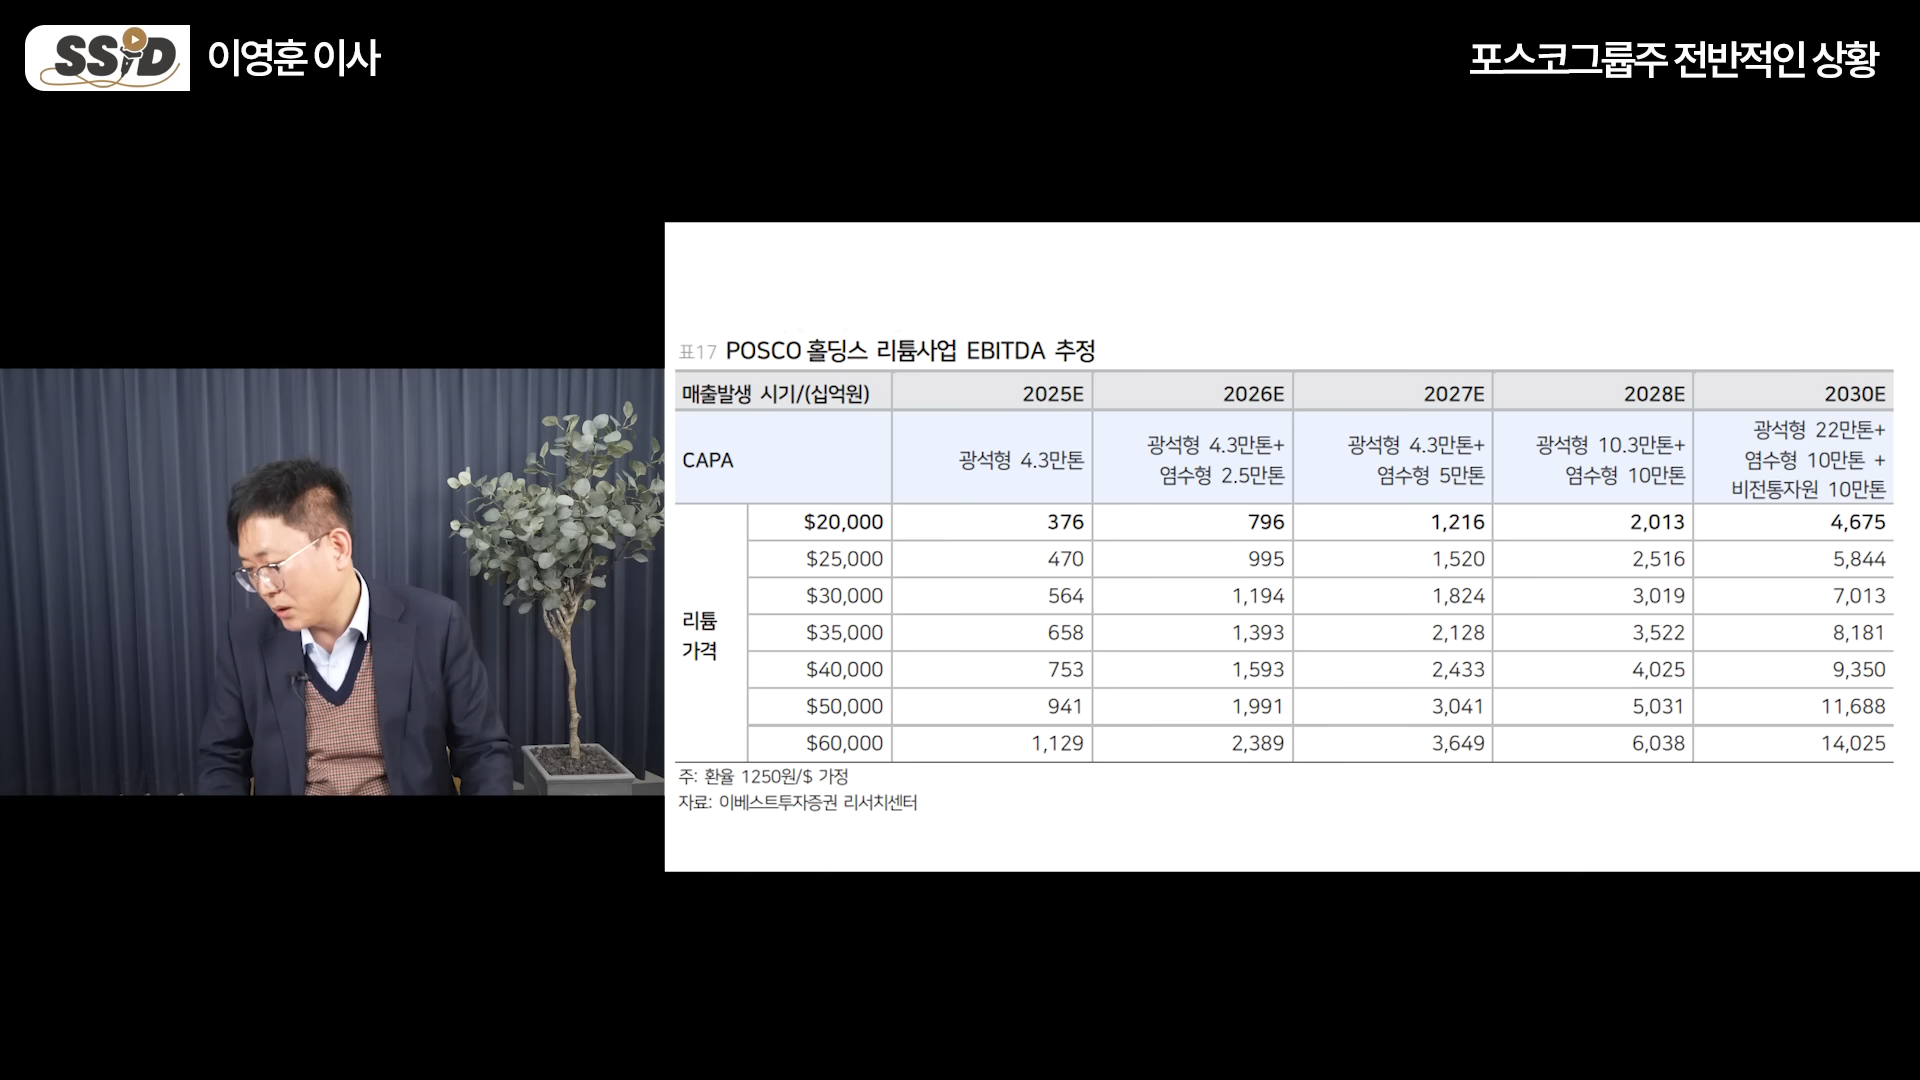 SSiD 이영훈 이사
포스코그룹주 전반적인 상황
표17 POSCO홀딩스 리튬사업 EBITDA 추정
매출발생 시기/(십억원) 2025E 2026E 2027E 2028E 2030E
CAPA 광석형 4.3만톤 광석형 4.3만톤+ 염수형 2.5만톤 광석형 4.3만톤+ 염수형 5만톤 광석형 10.3만톤+ 염수형 10만톤 광석형 22만톤+ 염수형 10만톤 + 비전통자원 10만톤
리튬 가격
$20,000 376 796 1,216 2,013 4,675
$25,000 470 995 1,520 2,516 5,844
$30,000 564 1,194 1,824 3,019 7,013
$35,000 658 1,393 2,128 3,522 8,181
$40,000 753 1,593 2,433 4,025 9,350
$50,000 941 1,991 3,041 5,031 11,688
$60,000 1,129 2,389 3,649 6,038 14,025
주: 환율 1250원/$ 가정
자료: 이베스트투자증권 리서치센터